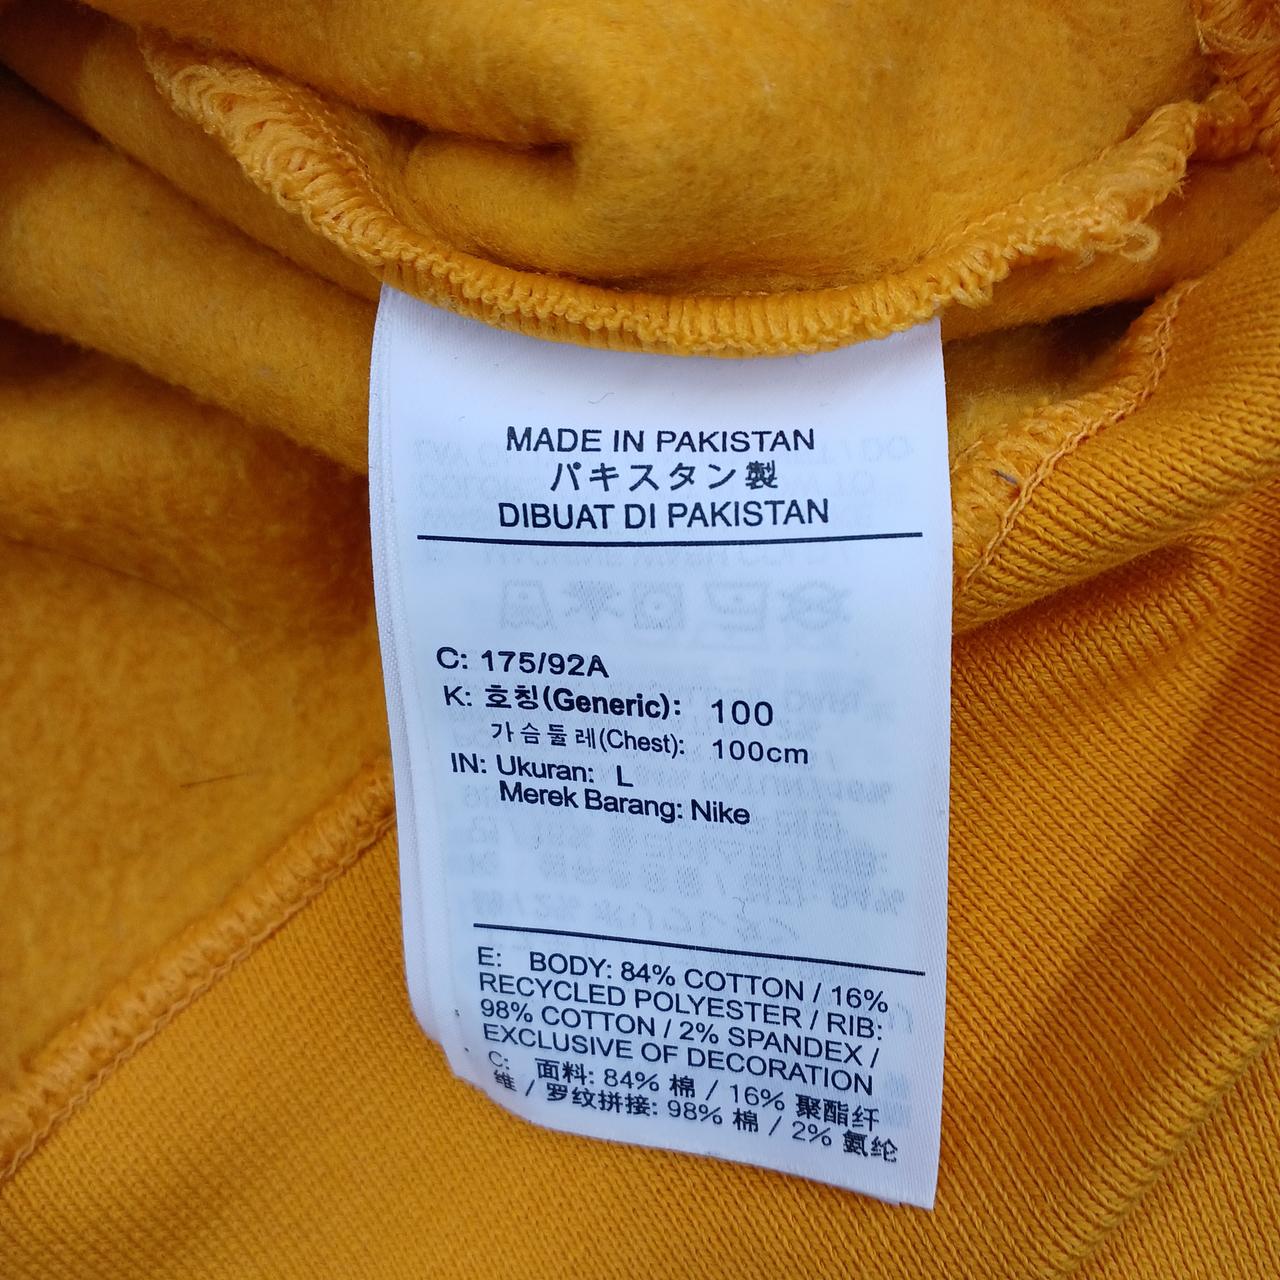 MADE IN PAKISTAN
パキスタン製
DIBUAT DI PAKISTAN
C: 175/92A
K: 호칭(Generic): 100
가슴둘레(Chest): 100cm
IN: Ukuran: L
Merek Barang: Nike
E: BODY: 84% COTTON / 16%
RECYCLED POLYESTER / RIB:
98% COTTON / 2% SPANDEX /
EXCLUSIVE OF DECORATION
C: 面料: 84% 棉 / 16% 聚酯纤
维 / 罗纹拼接: 98% 棉 / 2% 氨纶